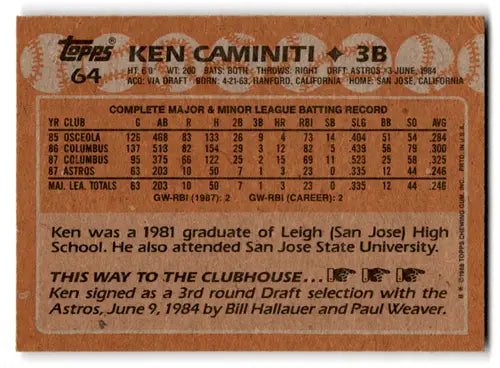 Topps KEN CAMINITI ✦ 3B
64 HT: 6'0" WT: 200 BATS: BOTH THROWS: RIGHT DRFT: ASTROS #3-JUNE, 1984
ACQ: VIA DRAFT BORN: 4-21-63, HANFORD, CALIFORNIA HOME: SAN JOSE, CALIFORNIA
COMPLETE MAJOR & MINOR LEAGUE BATTING RECORD
YR CLUB G AB R H 2B 3B HR RBI SB SLG BB SO AVG
85 OSCEOLA 126 468 83 133 26 9 4 73 14 .404 51 54 .284
86 COLUMBUS 137 513 82 154 29 3 12 81 5 .438 56 79 .300
87 COLUMBUS 95 375 66 122 25 2 15 69 11 .523 25 58 .325
87 ASTROS 63 203 10 50 7 1 3 23 0 .335 12 44 .246
MAJ. LEA. TOTALS 63 203 10 50 7 1 3 23 0 .335 12 44 .246
GW-RBI (1987): 2 GW-RBI (CAREER): 2
Ken was a 1981 graduate of Leigh (San Jose) High
School. He also attended San Jose State University.
THIS WAY TO THE CLUBHOUSE . . .
Ken signed as a 3rd round Draft selection with the
Astros, June 9, 1984 by Bill Hallauer and Paul Weaver.
B* ©1988 TOPPS CHEWING GUM, INC. PRTD. IN U.S.A.